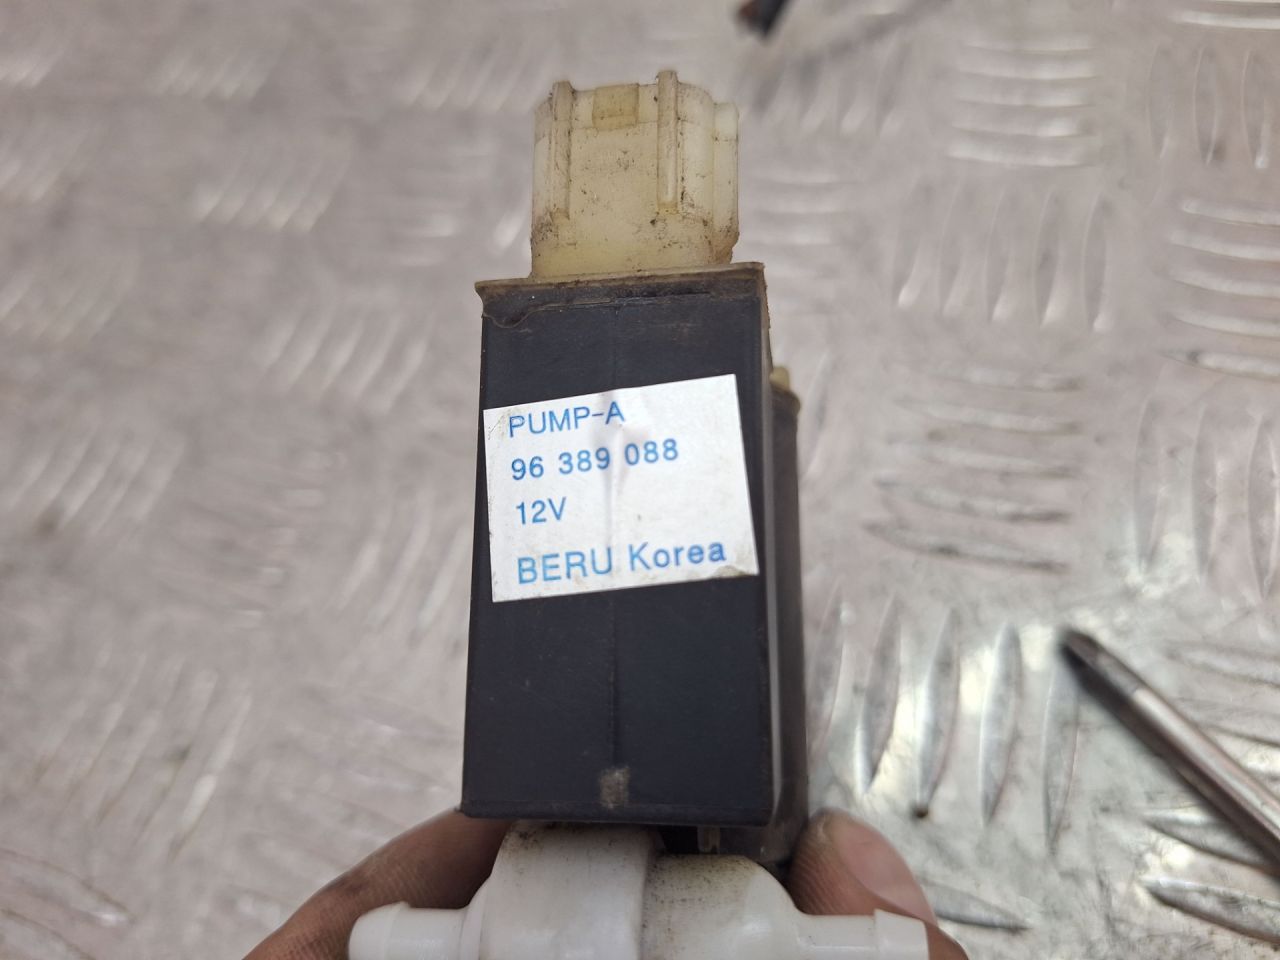 PUMP-A
96 389 088
12V
BERU Korea